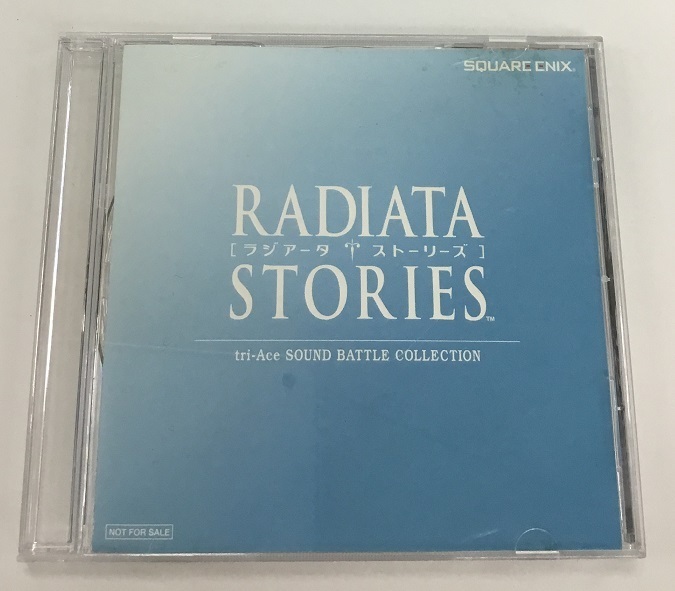 SQUARE ENIX®
RADIATA
[ラジアータ ストーリーズ]
STORIES™
tri-Ace SOUND BATTLE COLLECTION
NOT FOR SALE